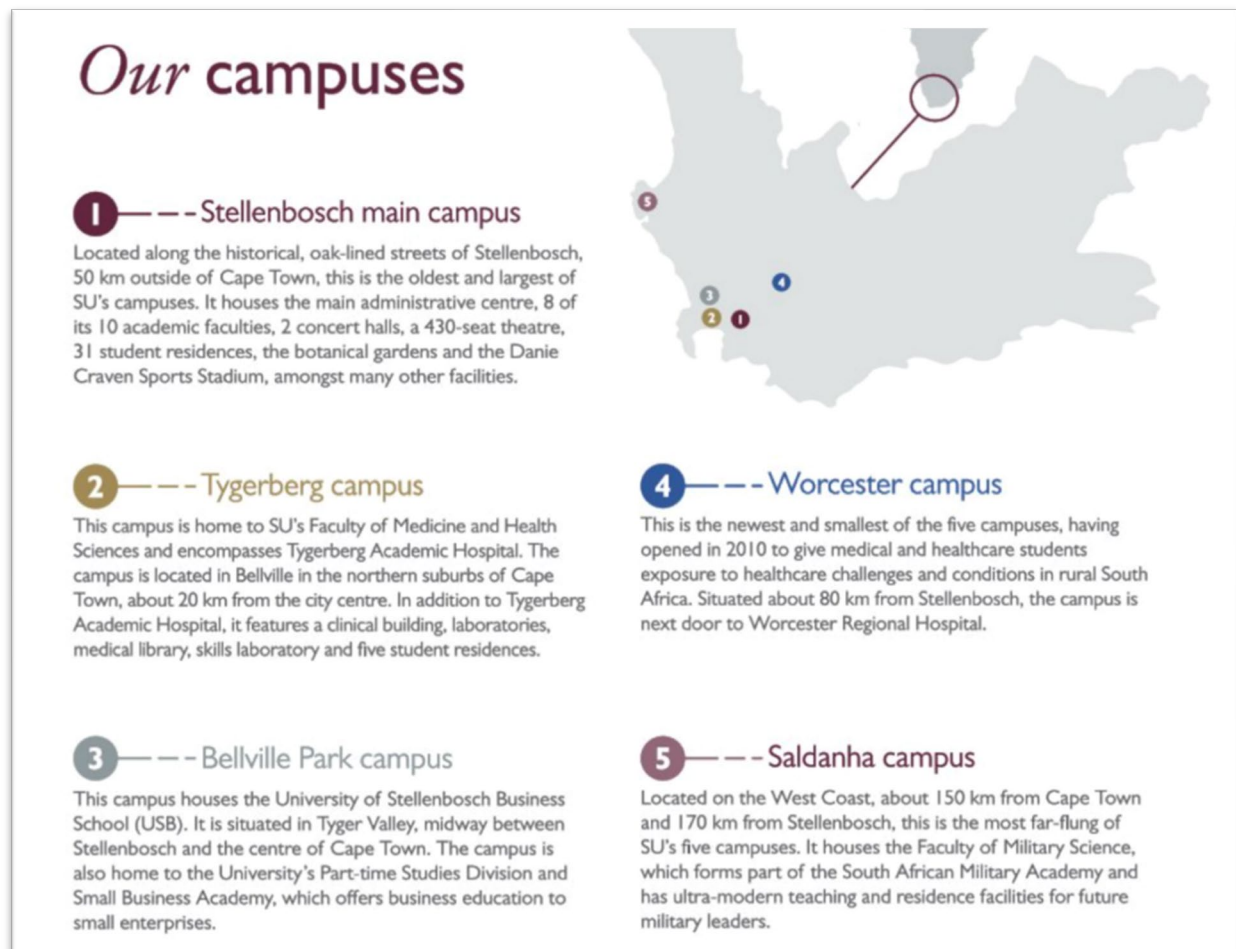 Our campuses
1 Stellenbosch main campus
Located along the historical, oak-lined streets of Stellenbosch,
50 km outside of Cape Town, this is the oldest and largest of
SU's campuses. It houses the main administrative centre, 8 of
its 10 academic faculties, 2 concert halls, a 430-seat theatre,
31 student residences, the botanical gardens and the Danie
Craven Sports Stadium, amongst many other facilities.
5
4
3
2
1
2 Tygerberg campus
This campus is home to SU's Faculty of Medicine and Health
Sciences and encompasses Tygerberg Academic Hospital. The
campus is located in Bellville in the northern suburbs of Cape
Town, about 20 km from the city centre. In addition to Tygerberg
Academic Hospital, it features a clinical building, laboratories,
medical library, skills laboratory and five student residences.
3 Bellville Park campus
This campus houses the University of Stellenbosch Business
School (USB). It is situated in Tyger Valley, midway between
Stellenbosch and the centre of Cape Town. The campus is
also home to the University's Part-time Studies Division and
Small Business Academy, which offers business education to
small enterprises.
4 Worcester campus
This is the newest and smallest of the five campuses, having
opened in 2010 to give medical and healthcare students
exposure to healthcare challenges and conditions in rural South
Africa. Situated about 80 km from Stellenbosch, the campus is
next door to Worcester Regional Hospital.
5 Saldanha campus
Located on the West Coast, about 150 km from Cape Town
and 170 km from Stellenbosch, this is the most far-flung of
SU's five campuses. It houses the Faculty of Military Science,
which forms part of the South African Military Academy and
has ultra-modern teaching and residence facilities for future
military leaders.